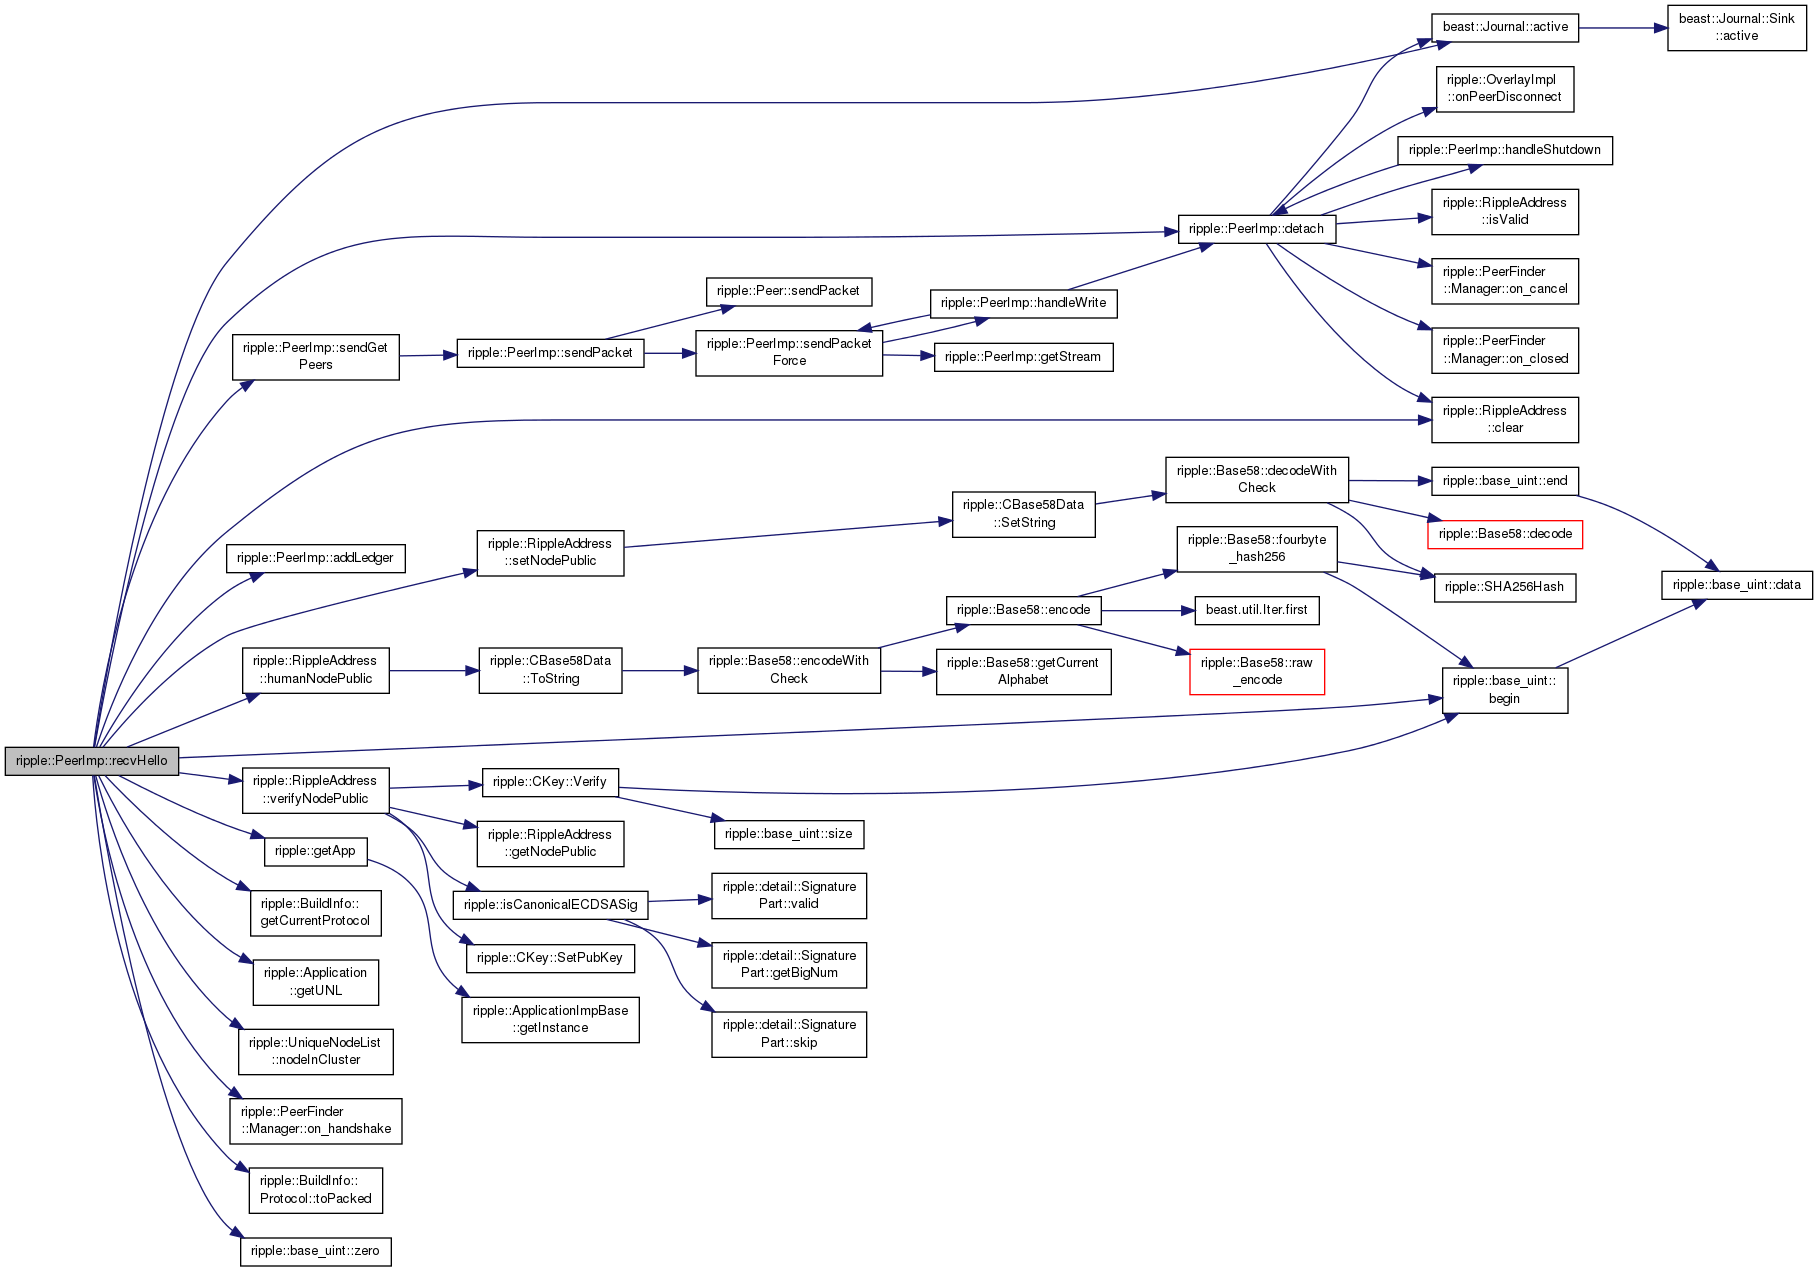 beast::Journal::active
beast::Journal::Sink
::active
ripple::OverlayImpl
::onPeerDisconnect
ripple::PeerImp::handleShutdown
ripple::RippleAddress
::isValid
ripple::PeerImp::detach
ripple::PeerFinder
::Manager::on_cancel
ripple::Peer::sendPacket
ripple::PeerImp::handleWrite
ripple::PeerImp::sendGet
Peers
ripple::PeerImp::sendPacket
ripple::PeerImp::sendPacket
Force
ripple::PeerImp::getStream
ripple::PeerFinder
::Manager::on_closed
ripple::RippleAddress
::clear
ripple::Base58::decodeWith
Check
ripple::base_uint::end
ripple::CBase58Data
::SetString
ripple::Base58::decode
ripple::RippleAddress
::setNodePublic
ripple::PeerImp::addLedger
ripple::Base58::fourbyte
_hash256
ripple::SHA256Hash
ripple::base_uint::data
ripple::Base58::encode
beast.util.Iter.first
ripple::RippleAddress
::humanNodePublic
ripple::CBase58Data
::ToString
ripple::Base58::encodeWith
Check
ripple::Base58::getCurrent
Alphabet
ripple::Base58::raw
_encode
ripple::base_uint::
begin
ripple::PeerImp::recvHello
ripple::RippleAddress
::verifyNodePublic
ripple::CKey::Verify
ripple::base_uint::size
ripple::getApp
ripple::RippleAddress
::getNodePublic
ripple::BuildInfo::
getCurrentProtocol
ripple::isCanonicalECDSASig
ripple::detail::Signature
Part::valid
ripple::CKey::SetPubKey
ripple::detail::Signature
Part::getBigNum
ripple::Application
::getUNL
ripple::ApplicationImpBase
::getInstance
ripple::detail::Signature
Part::skip
ripple::UniqueNodeList
::nodeInCluster
ripple::PeerFinder
::Manager::on_handshake
ripple::BuildInfo::
Protocol::toPacked
ripple::base_uint::zero